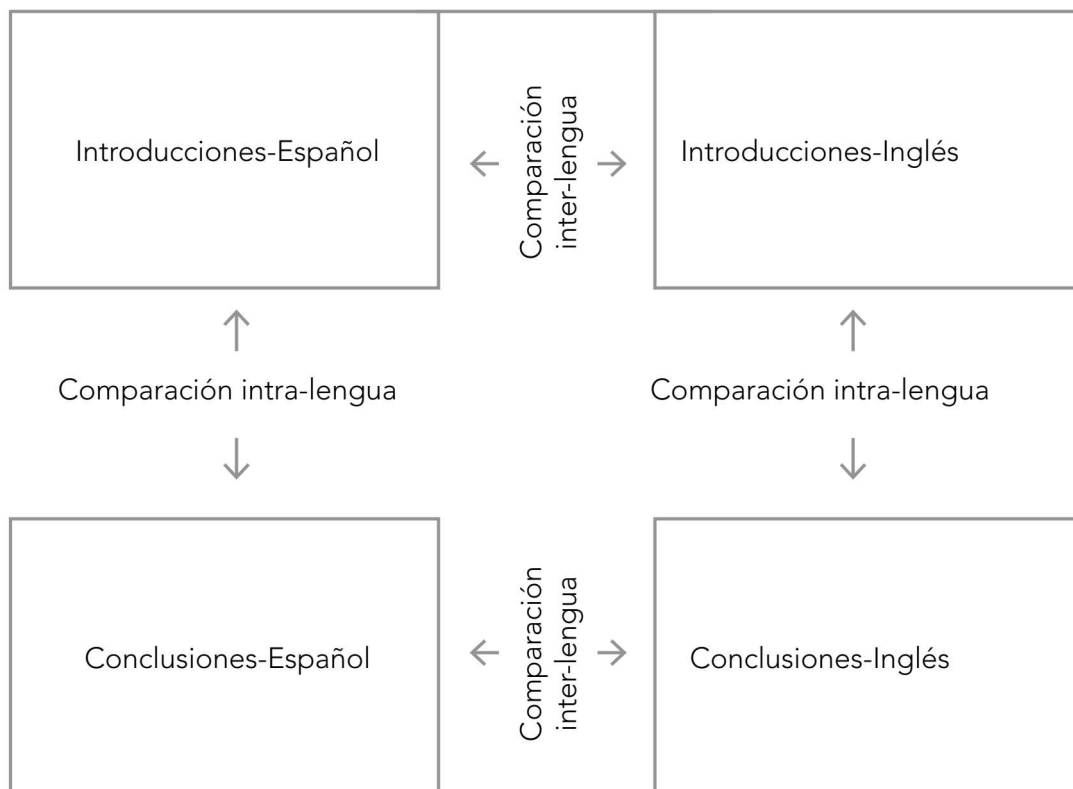 Introducciones-Español
Comparación
inter-lengua
Introducciones-Inglés
Comparación intra-lengua
Comparación intra-lengua
Conclusiones-Español
Comparación
inter-lengua
Conclusiones-Inglés